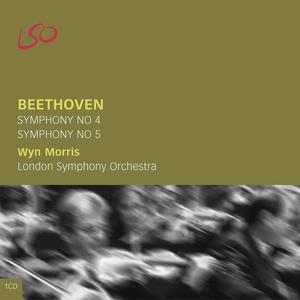 LSO
BEETHOVEN
SYMPHONY NO 4
SYMPHONY NO 5
Wyn Morris
London Symphony Orchestra
1CD